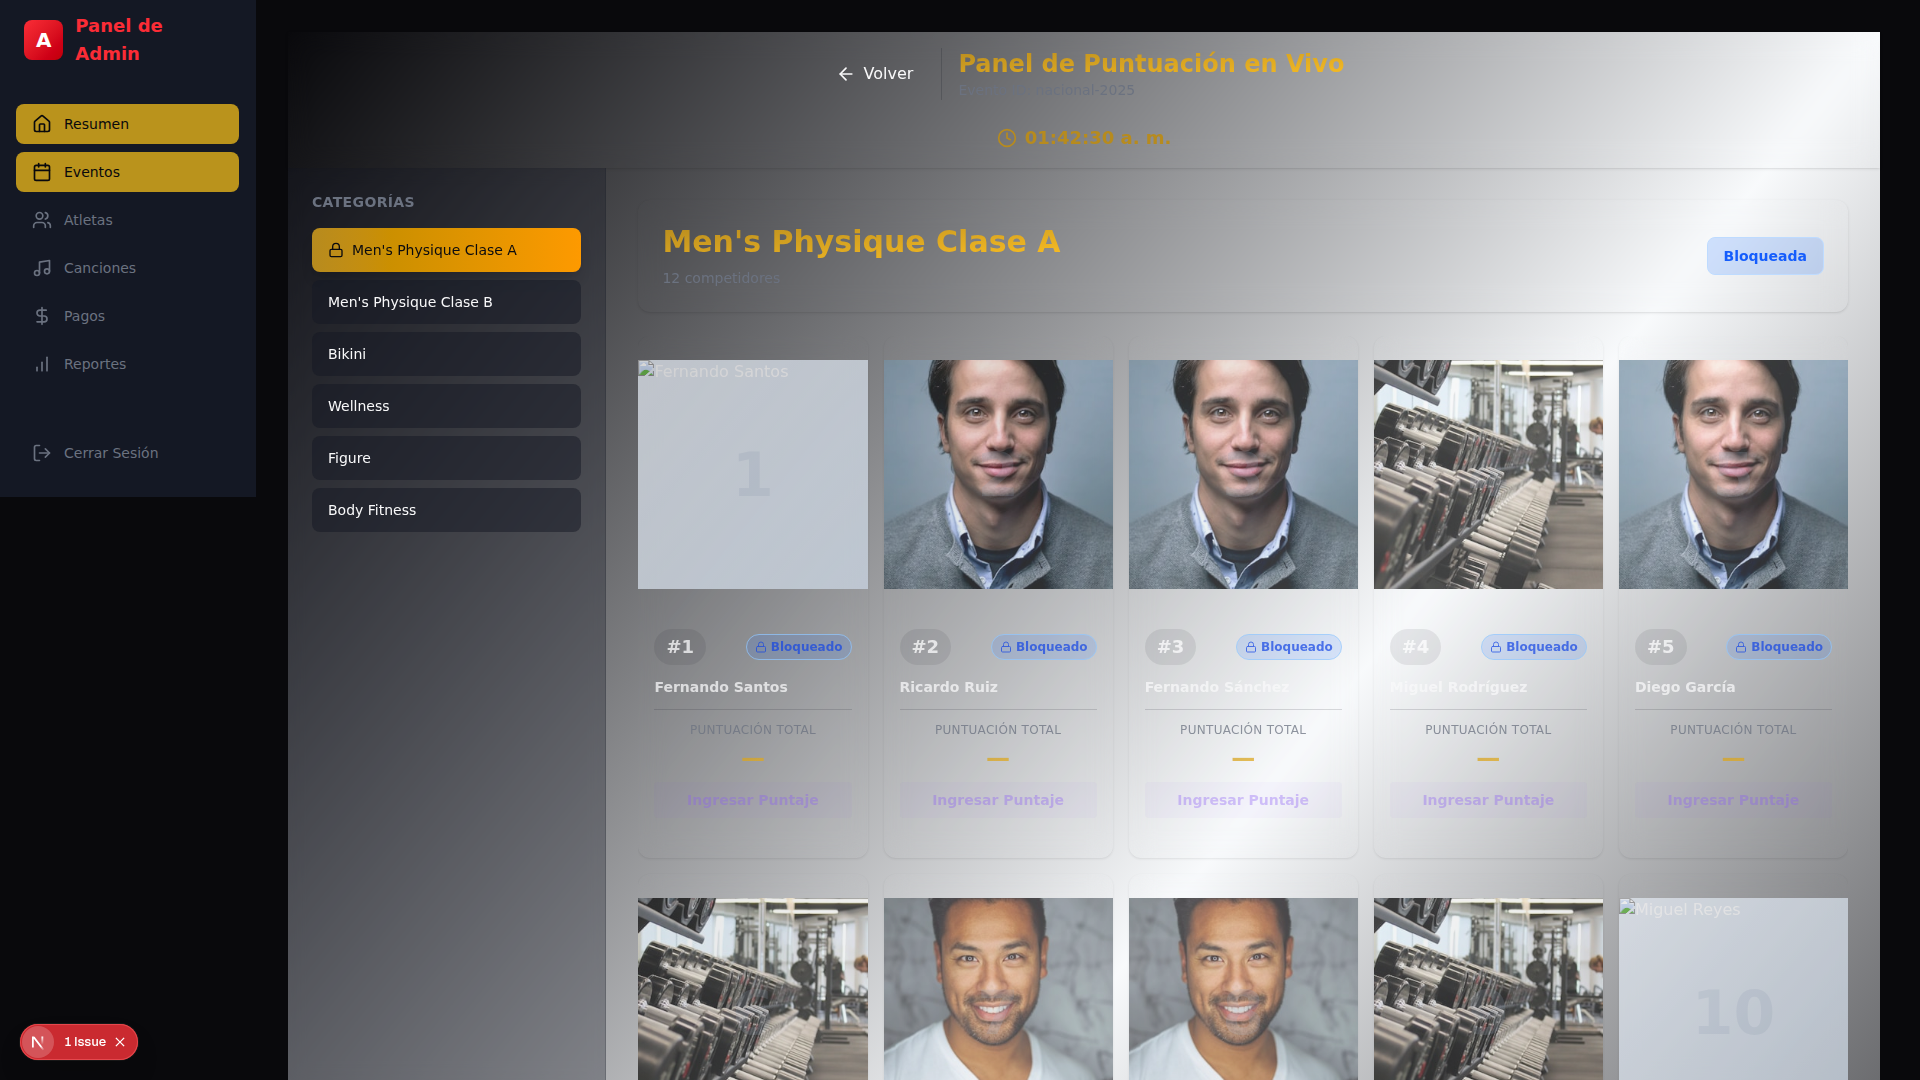 A
Panel de
Admin
Resumen
Eventos
Atletas
Canciones
Pagos
Reportes
Cerrar Sesión
1 Issue
Volver
Panel de Puntuación en Vivo
nacional-2025
01:42:30 a. m.
CATEGORÍAS
Men's Physique Clase A
Men's Physique Clase B
Bikini
Wellness
Figure
Body Fitness
Men's Physique Clase A
12 competidores
Bloqueada
Fernando Santos
1
#1 Bloqueado
Fernando Santos
PUNTUACIÓN TOTAL
—
Ingresar Puntaje
#2 Bloqueado
Ricardo Ruiz
PUNTUACIÓN TOTAL
—
Ingresar Puntaje
#3 Bloqueado
Fernando Sánchez
PUNTUACIÓN TOTAL
—
Ingresar Puntaje
#4 Bloqueado
Miguel Rodríguez
PUNTUACIÓN TOTAL
—
Ingresar Puntaje
#5 Bloqueado
Diego García
PUNTUACIÓN TOTAL
—
Ingresar Puntaje
Miguel Reyes
10